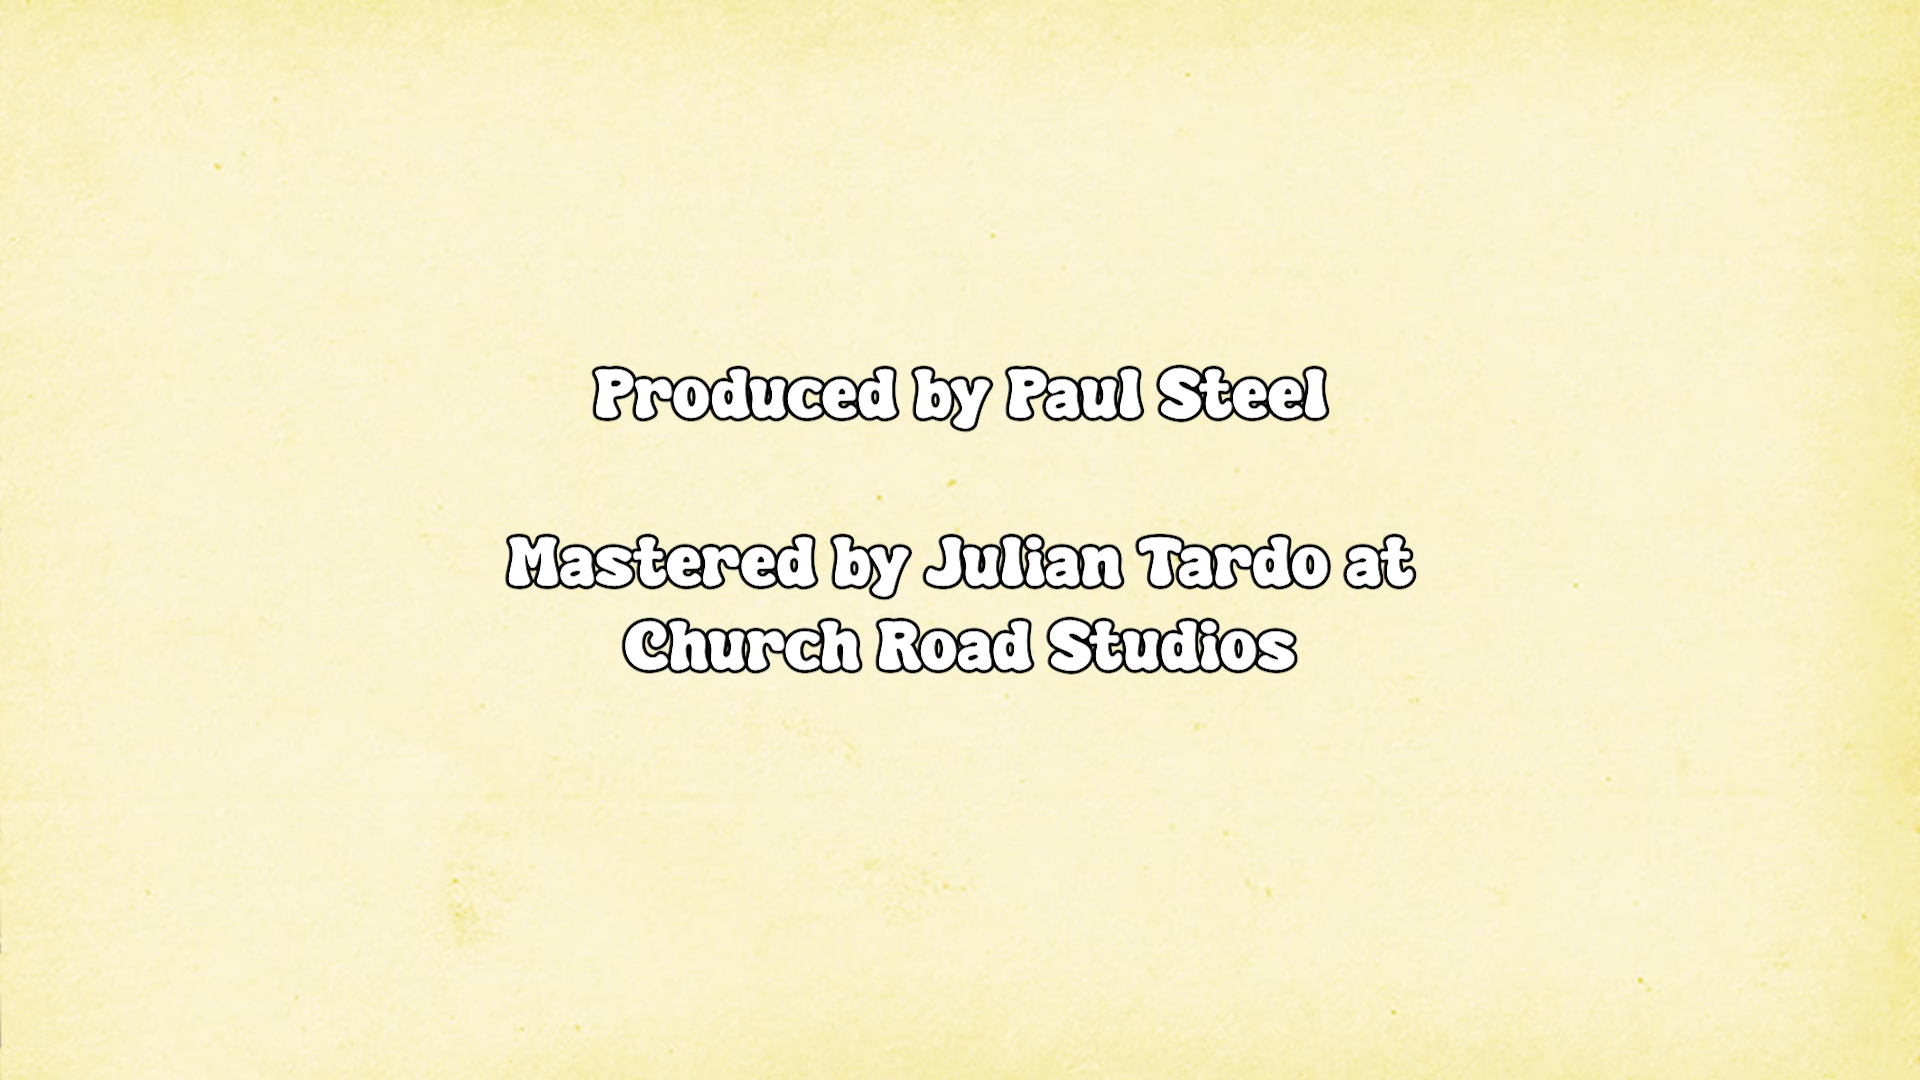 Produced by Paul Steel
Mastered by Julian Tardo at
Church Road Studios